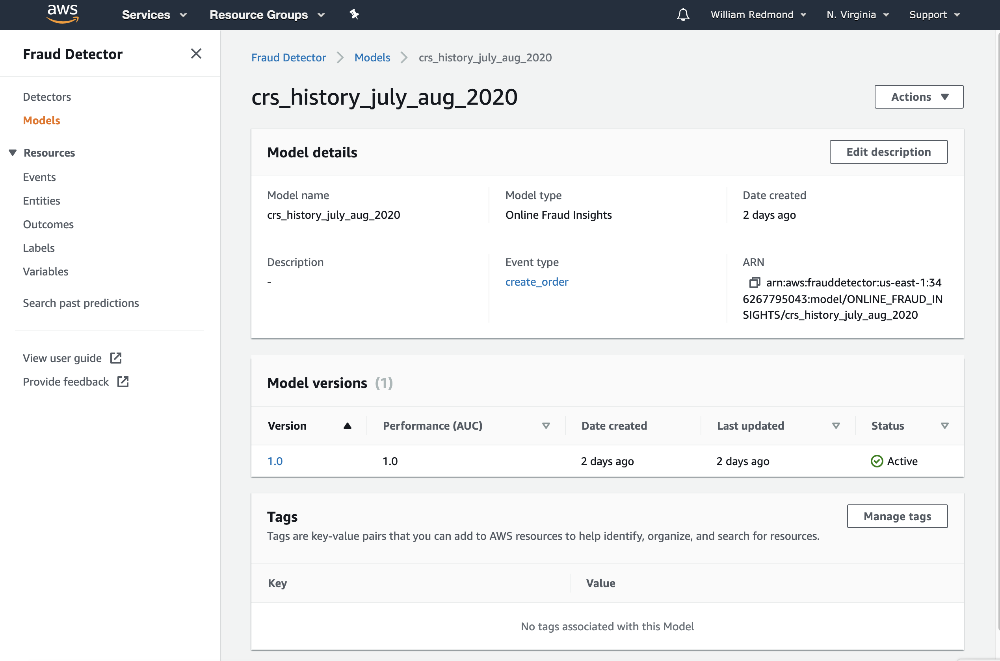 aws Services Resource Groups William Redmond N. Virginia Support
Fraud Detector
Detectors
Models
Resources
Events
Entities
Outcomes
Labels
Variables
Search past predictions
View user guide
Provide feedback
Fraud Detector Models crs_history_july_aug_2020
crs_history_july_aug_2020
Actions
Model details
Edit description
Model name
crs_history_july_aug_2020
Model type
Online Fraud Insights
Date created
2 days ago
Description
-
Event type
create_order
ARN
arn:aws:frauddetector:us-east-1:34
6267795043:model/ONLINE_FRAUD_IN
SIGHTS/crs_history_july_aug_2020
Model versions (1)
Version Performance (AUC) Date created Last updated Status
1.0 1.0 2 days ago 2 days ago Active
Tags
Manage tags
Tags are key-value pairs that you can add to AWS resources to help identify, organize, and search for resources.
Key Value
No tags associated with this Model